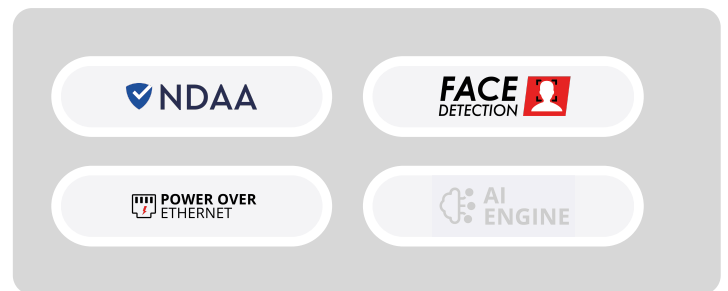 NDAA
FACE
DETECTION
POWER OVER
ETHERNET
AI
ENGINE